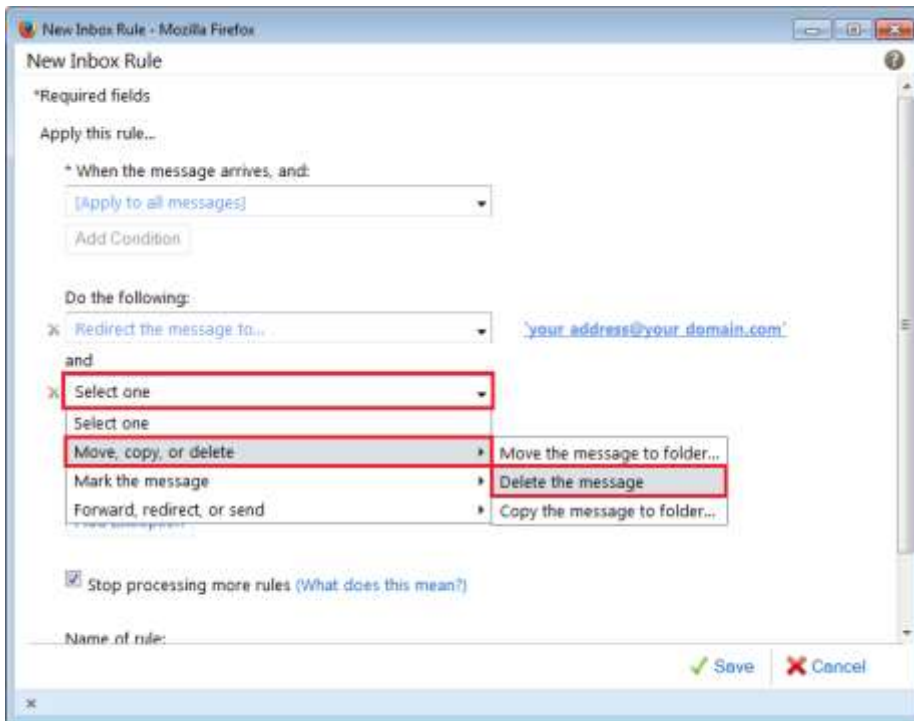 New Inbox Rule - Mozilla Firefox
New Inbox Rule
*Required fields
Apply this rule...
* When the message arrives, and:
[Apply to all messages]
Add Condition
Do the following:
Redirect the message to... 'your address@your domain.com'
and
Select one
Select one
Move, copy, or delete Move the message to folder...
Mark the message Delete the message
Forward, redirect, or send Copy the message to folder...
Stop processing more rules (What does this mean?)
Name of rule:
Save Cancel